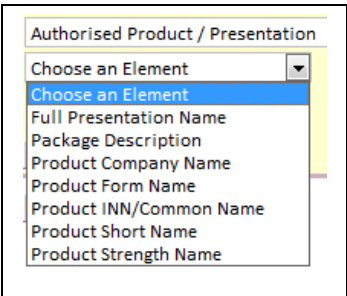 Authorised Product / Presentation
Choose an Element
Choose an Element
Full Presentation Name
Package Description
Product Company Name
Product Form Name
Product INN/Common Name
Product Short Name
Product Strength Name